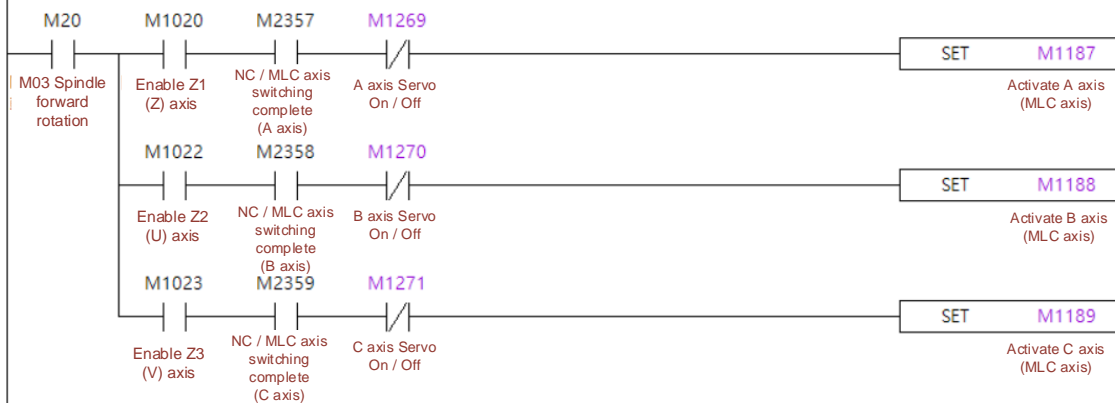 M20
M1020
M2357
M1269
SET M1187
M03 Spindle
forward
rotation
Enable Z1
(Z) axis
NC / MLC axis
switching
complete
(A axis)
A axis Servo
On / Off
Activate A axis
(MLC axis)
M1022
M2358
M1270
SET M1188
Enable Z2
(U) axis
NC / MLC axis
switching
complete
(B axis)
B axis Servo
On / Off
Activate B axis
(MLC axis)
M1023
M2359
M1271
SET M1189
Enable Z3
(V) axis
NC / MLC axis
switching
complete
(C axis)
C axis Servo
On / Off
Activate C axis
(MLC axis)